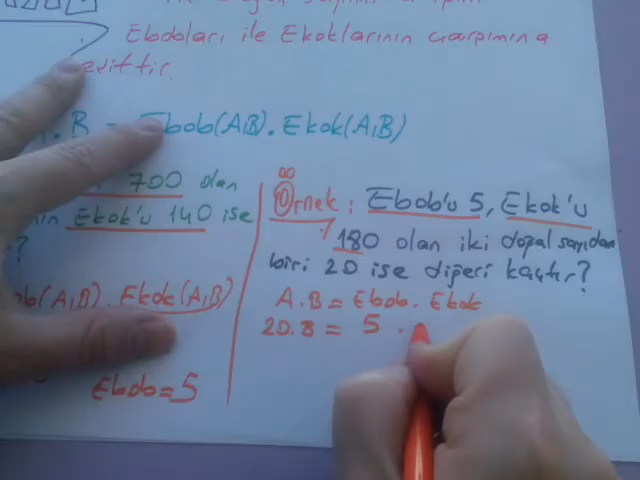 Ebobları ile Ekoklarının çarpımına
eşittir.
. B = Ebob(A,B). Ekok(A,B)
700 olan
Ekok'u 140 ise
?
(A,B). Ekok(A,B)
Ebob=5
Örnek: Ebob'u 5, Ekok'u
180 olan iki doğal sayıdan
biri 20 ise diğeri kaçtır?
A.B = Ebob. Ekok
20.B = 5 .